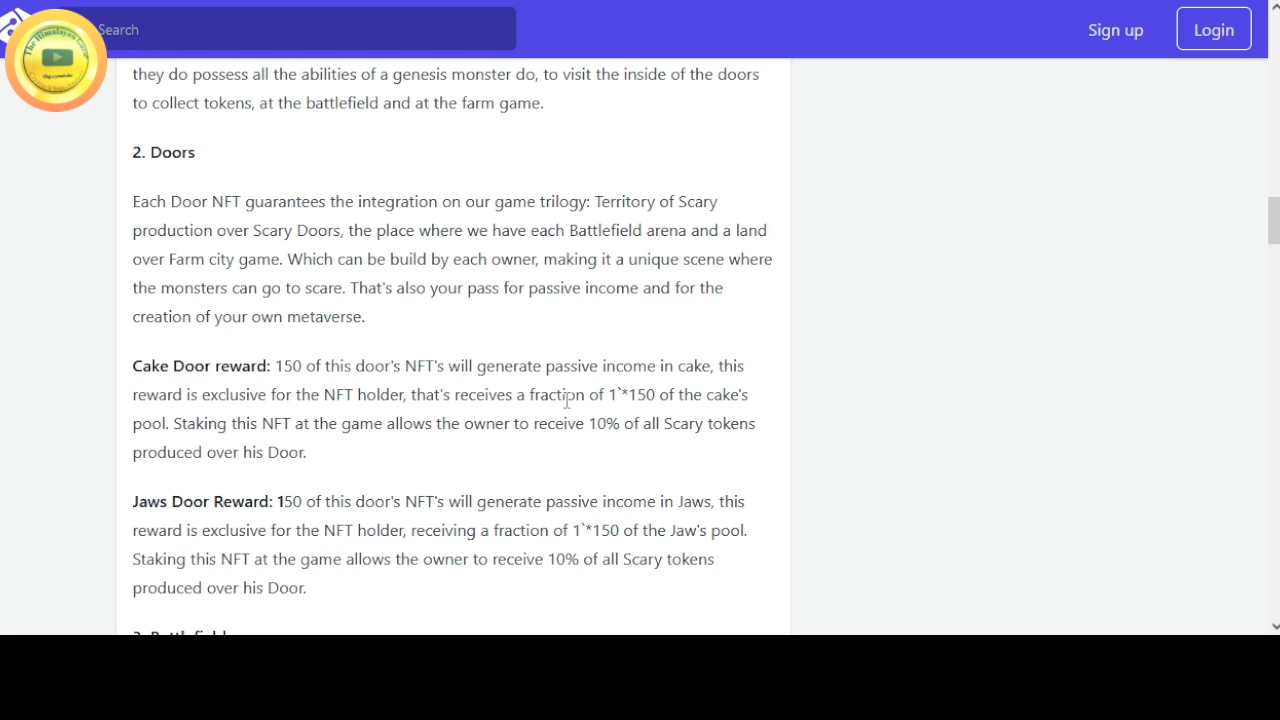 Search
Sign up
Login
The Himalayan Guru
they do possess all the abilities of a genesis monster do, to visit the inside of the doors
to collect tokens, at the battlefield and at the farm game.
2. Doors
Each Door NFT guarantees the integration on our game trilogy: Territory of Scary
production over Scary Doors, the place where we have each Battlefield arena and a land
over Farm city game. Which can be build by each owner, making it a unique scene where
the monsters can go to scare. That's also your pass for passive income and for the
creation of your own metaverse.
Cake Door reward: 150 of this door's NFT's will generate passive income in cake, this
reward is exclusive for the NFT holder, that's receives a fraction of 1`*150 of the cake's
pool. Staking this NFT at the game allows the owner to receive 10% of all Scary tokens
produced over his Door.
Jaws Door Reward: 150 of this door's NFT's will generate passive income in Jaws, this
reward is exclusive for the NFT holder, receiving a fraction of 1`*150 of the Jaw's pool.
Staking this NFT at the game allows the owner to receive 10% of all Scary tokens
produced over his Door.